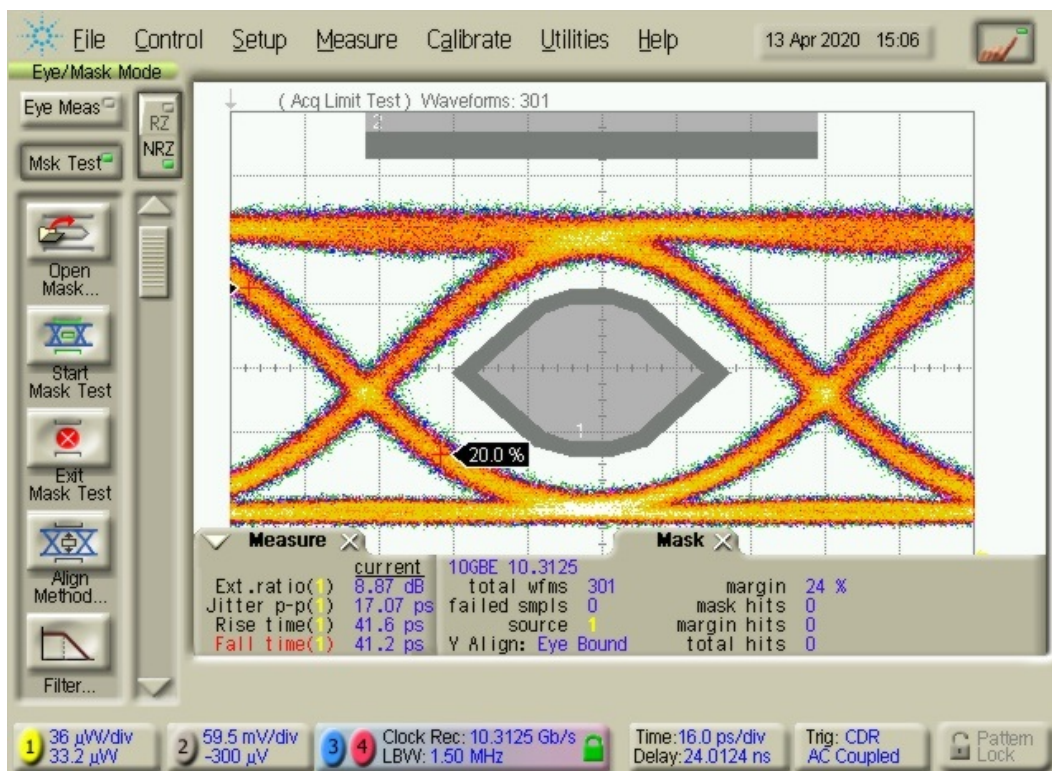 File Control Setup Measure Calibrate Utilities Help 13 Apr 2020 15:06
Eye/Mask Mode
Eye Meas
RZ
NRZ
Msk Test
( Acq Limit Test ) Waveforms: 301
2
Open
Mask...
Start
Mask Test
1
20.0 %
Exit
Mask Test
Align
Method...
Filter...
Measure
current
Ext.ratio(1) 8.87 dB
Jitter p-p(1) 17.07 ps
Rise time(1) 41.6 ps
Fall time(1) 41.2 ps
Mask
10GBE 10.3125
total wfms 301
failed smpls 0
source 1
Y Align: Eye Bound
margin 24 %
mask hits 0
margin hits 0
total hits 0
1 36 µW/div
33.2 µW
2 59.5 mV/div
-300 µV
3 4 Clock Rec: 10.3125 Gb/s
LBW: 1.50 MHz
Time:16.0 ps/div
Delay:24.0124 ns
Trig: CDR
AC Coupled
Pattern
Lock